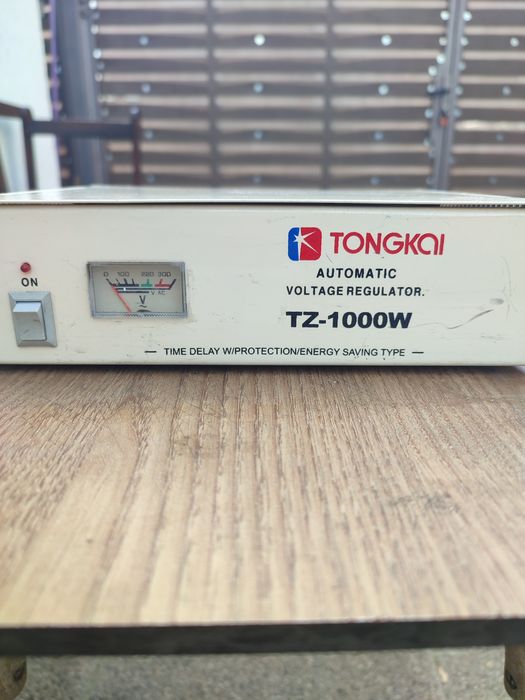 TONGKAI
AUTOMATIC
VOLTAGE REGULATOR.
TZ-1000W
ON
0 100 220 300
V AC
V
— TIME DELAY W/PROTECTION/ENERGY SAVING TYPE —